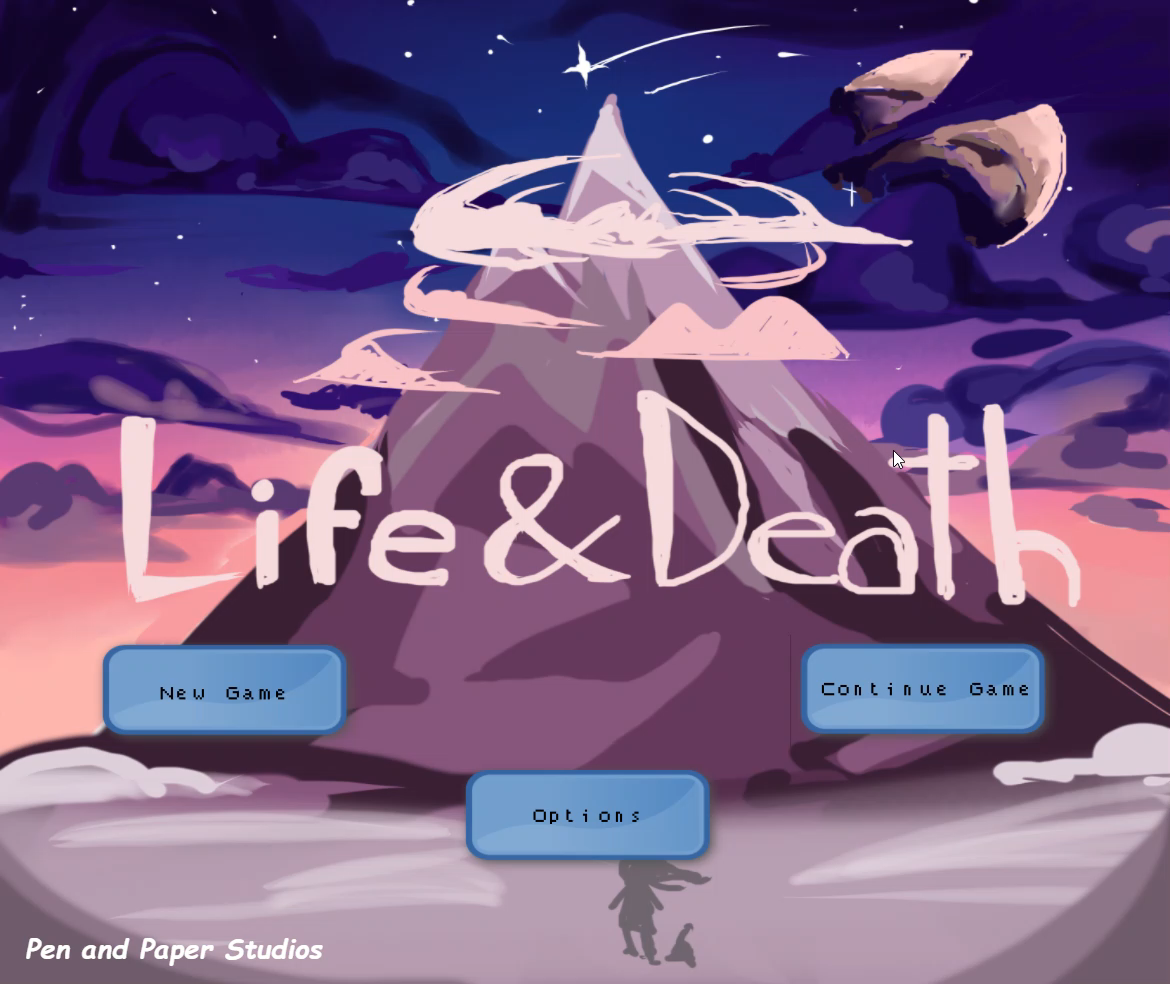 Life & Death
New Game
Continue Game
Options
Pen and Paper Studios